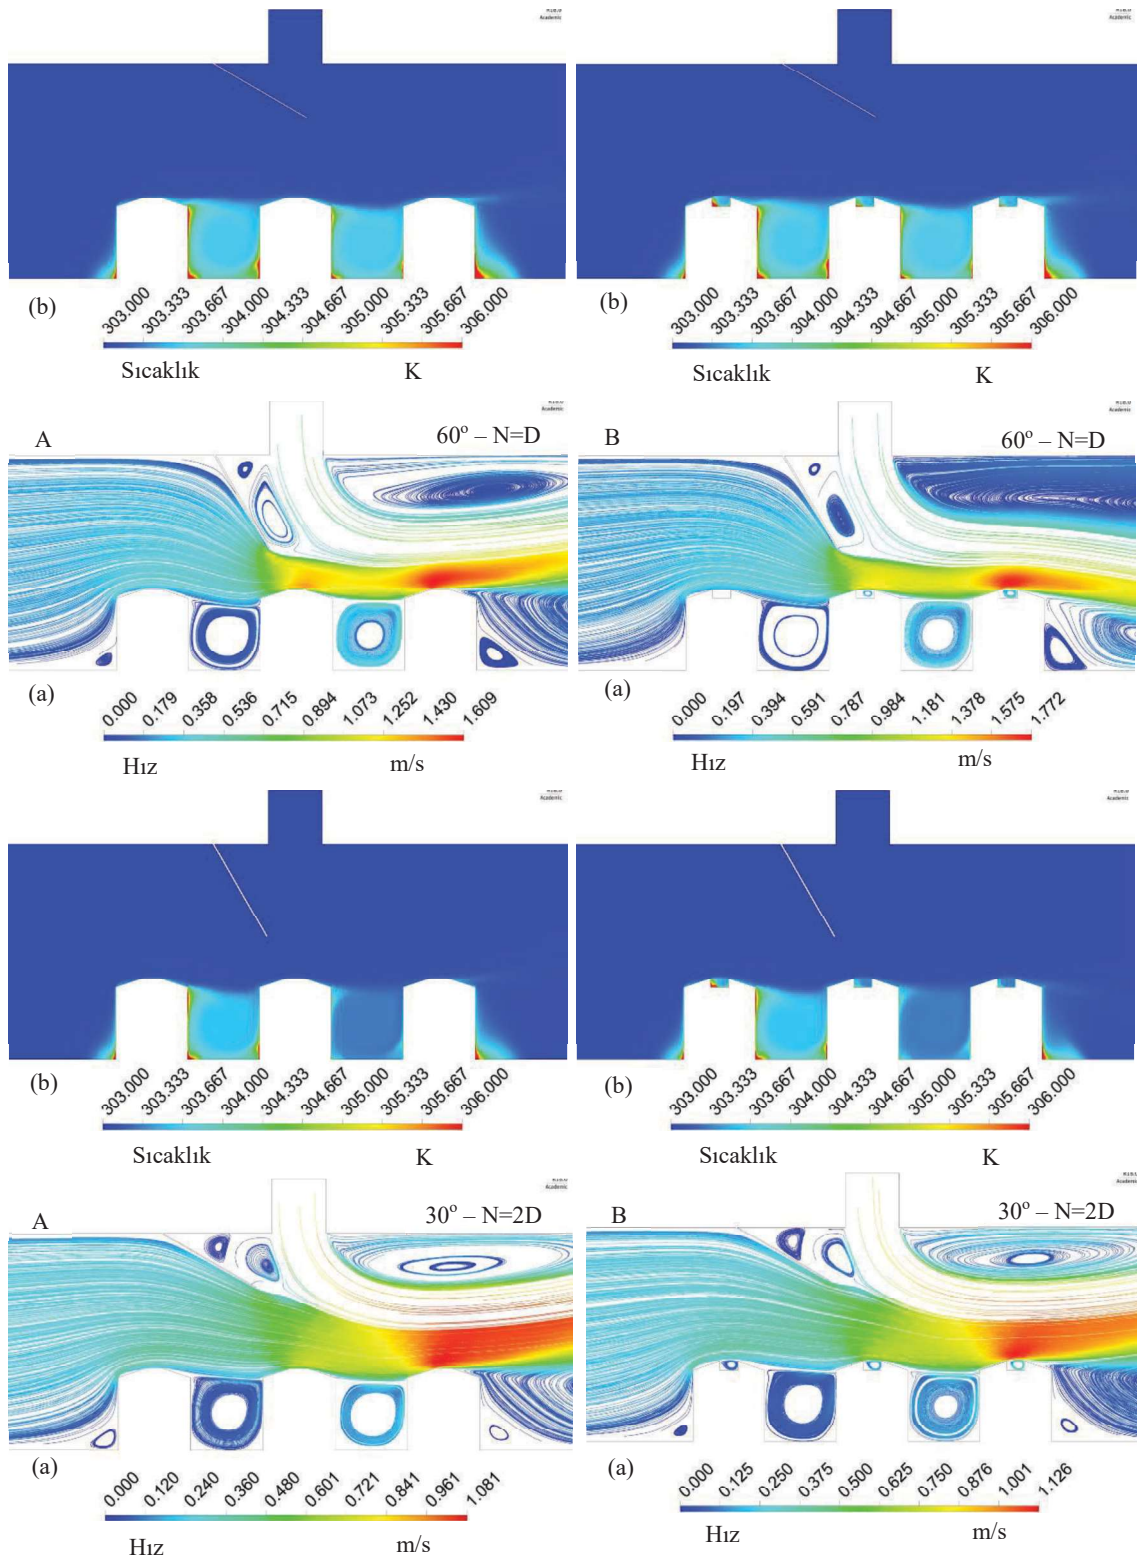 Academic
Academic
(b)
303.000 303.333 303.667 304.000 304.333 304.667 305.000 305.333 305.667 306.000
Sıcaklık K
(b)
303.000 303.333 303.667 304.000 304.333 304.667 305.000 305.333 305.667 306.000
Sıcaklık K
Academic
A 60° – N=D
Academic
B 60° – N=D
(a)
0.000 0.179 0.358 0.536 0.715 0.894 1.073 1.252 1.430 1.609
Hız m/s
(a)
0.000 0.197 0.394 0.591 0.787 0.984 1.181 1.378 1.575 1.772
Hız m/s
Academic
Academic
(b)
303.000 303.333 303.667 304.000 304.333 304.667 305.000 305.333 305.667 306.000
Sıcaklık K
(b)
303.000 303.333 303.667 304.000 304.333 304.667 305.000 305.333 305.667 306.000
Sıcaklık K
Academic
A 30° – N=2D
Academic
B 30° – N=2D
(a)
0.000 0.120 0.240 0.360 0.480 0.601 0.721 0.841 0.961 1.081
Hız m/s
(a)
0.000 0.125 0.250 0.375 0.500 0.625 0.750 0.876 1.001 1.126
Hız m/s